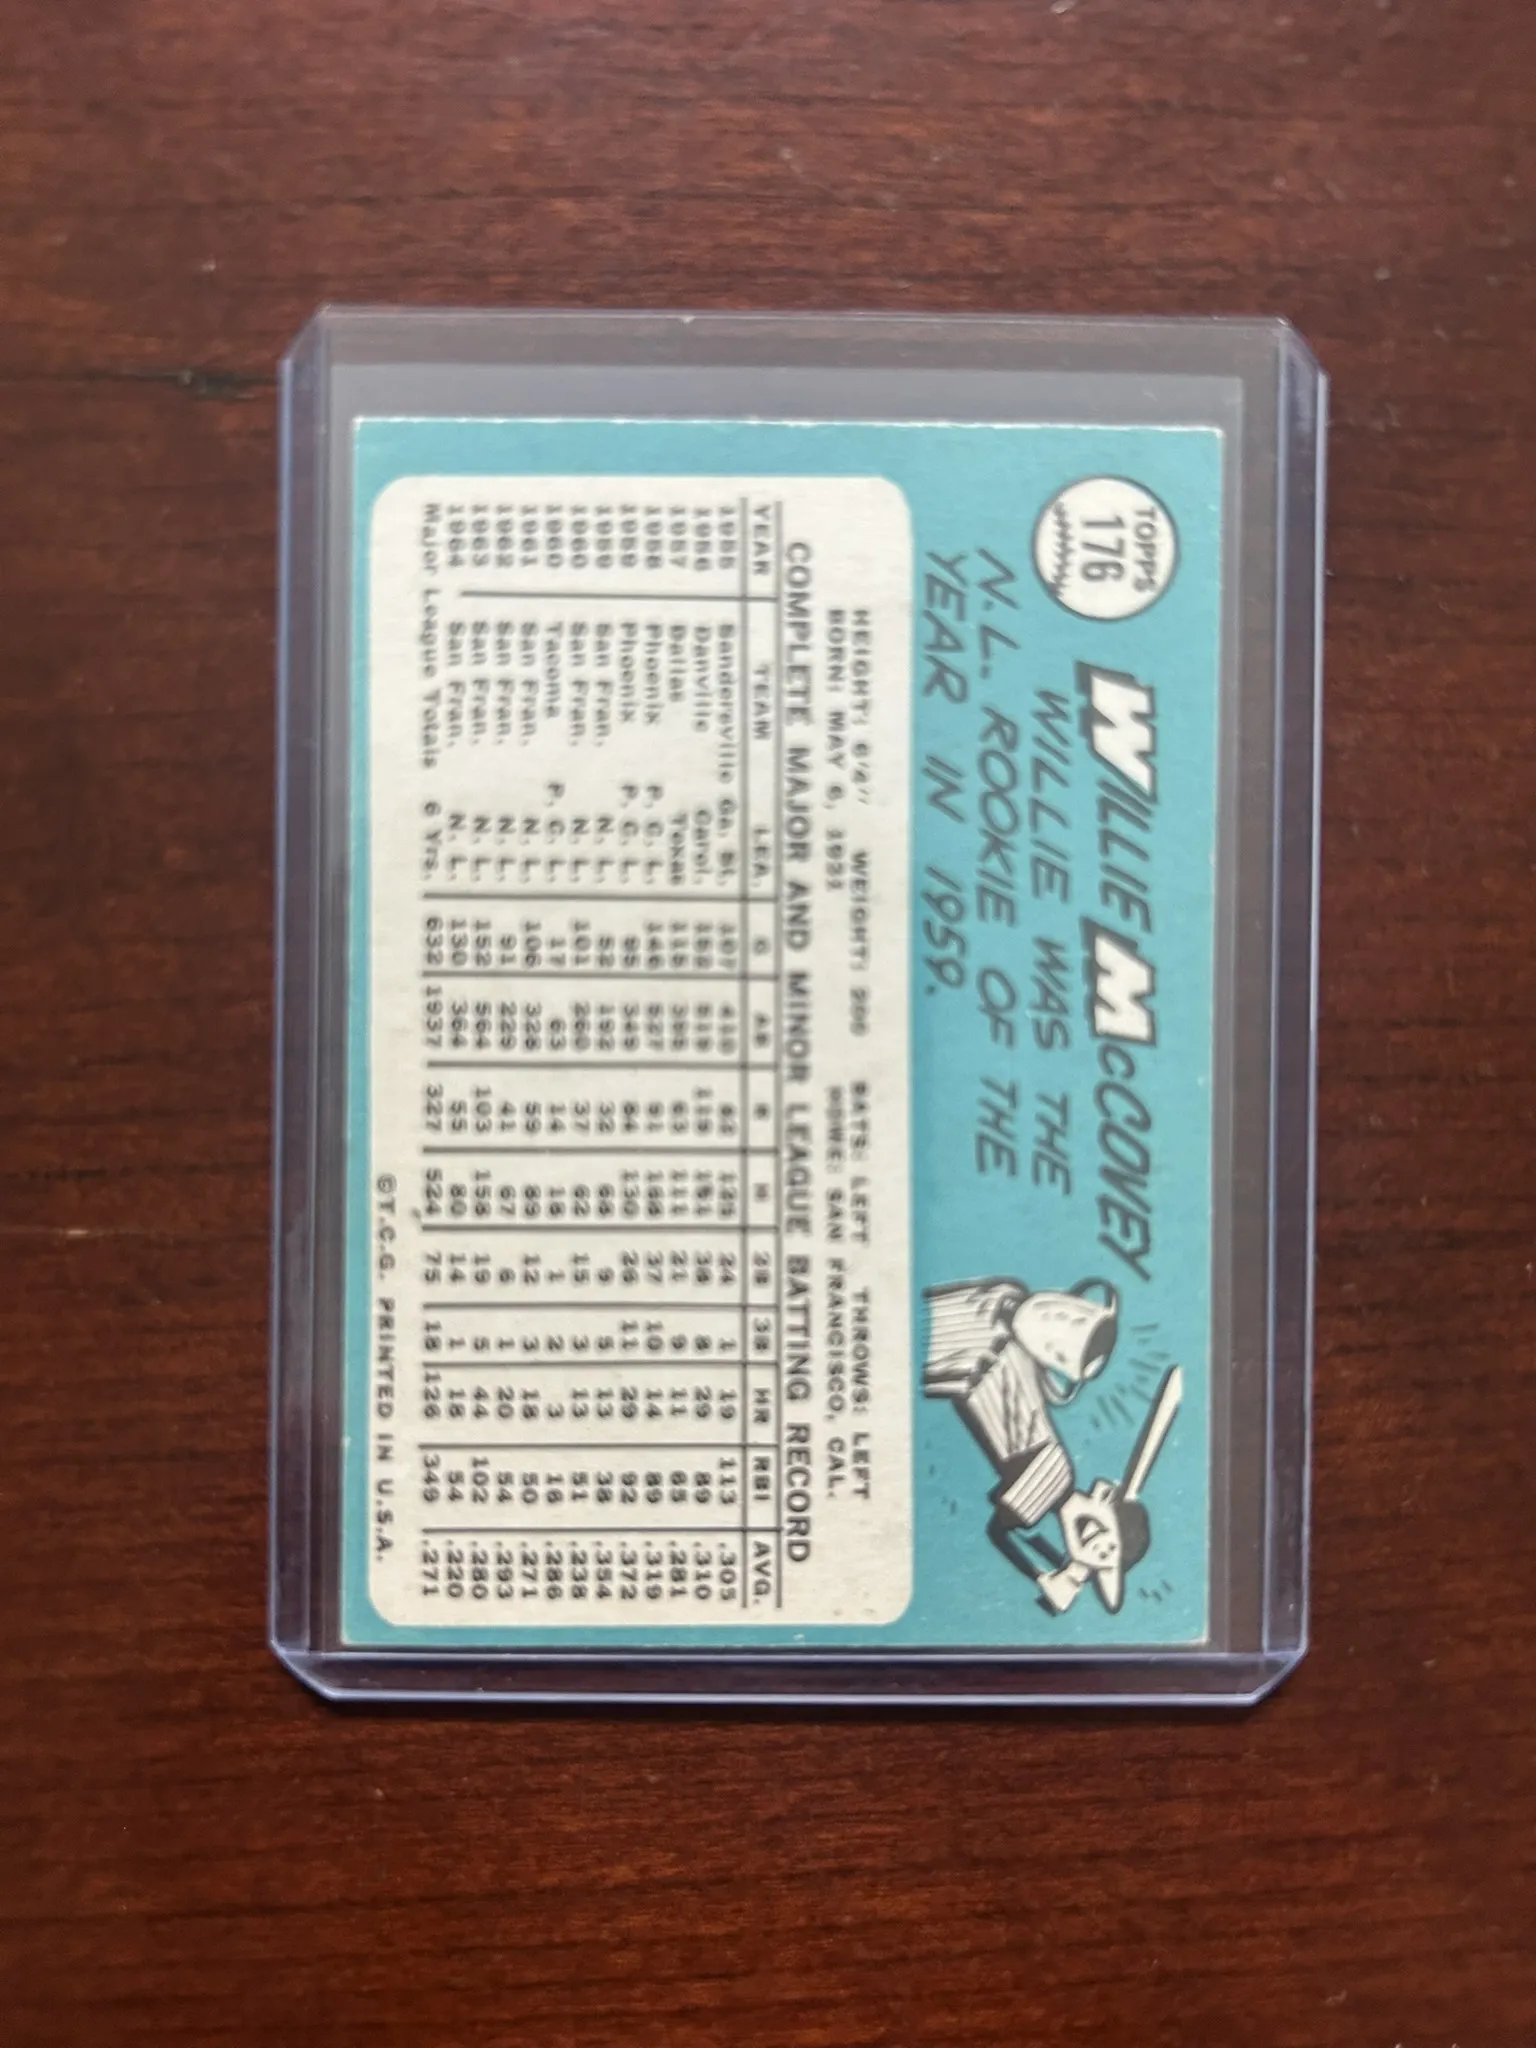 TOPPS
176
WILLIE McCOVEY
WILLIE WAS THE
N.L. ROOKIE OF THE
YEAR IN 1959.
HEIGHT: 6'4" WEIGHT: 200 BATS: LEFT THROWS: LEFT
BORN: MAY 6, 1931 HOME: SAN FRANCISCO, CAL.
COMPLETE MAJOR AND MINOR LEAGUE BATTING RECORD
YEAR TEAM LEA. G AB R H 2B 3B HR RBI AVG.
1955 Sandersville Ga. St. 107 410 125 24 1 19 113 .305
1956 Danville Carol. 152 519 119 161 38 8 29 89 .310
1957 Dallas Texas 115 395 63 111 21 9 11 65 .281
1958 Phoenix P. C. L. 146 527 91 168 37 10 14 89 .319
1959 Phoenix P. C. L. 95 349 84 130 26 11 29 92 .372
1959 San Fran. N. L. 52 192 32 68 9 5 13 38 .354
1960 San Fran. N. L. 101 260 37 62 15 3 13 51 .238
1960 Tacoma P. C. L. 17 63 14 18 1 2 3 16 .286
1961 San Fran. N. L. 106 328 59 89 12 3 18 50 .271
1962 San Fran. N. L. 91 229 41 67 6 1 20 54 .293
1963 San Fran. N. L. 152 564 103 158 19 5 44 102 .280
1964 San Fran. N. L. 130 364 55 80 14 1 18 54 .220
Major League Totals 6 Yrs. 632 1937 327 524 75 18 126 349 .271
©T.C.G. PRINTED IN U.S.A.